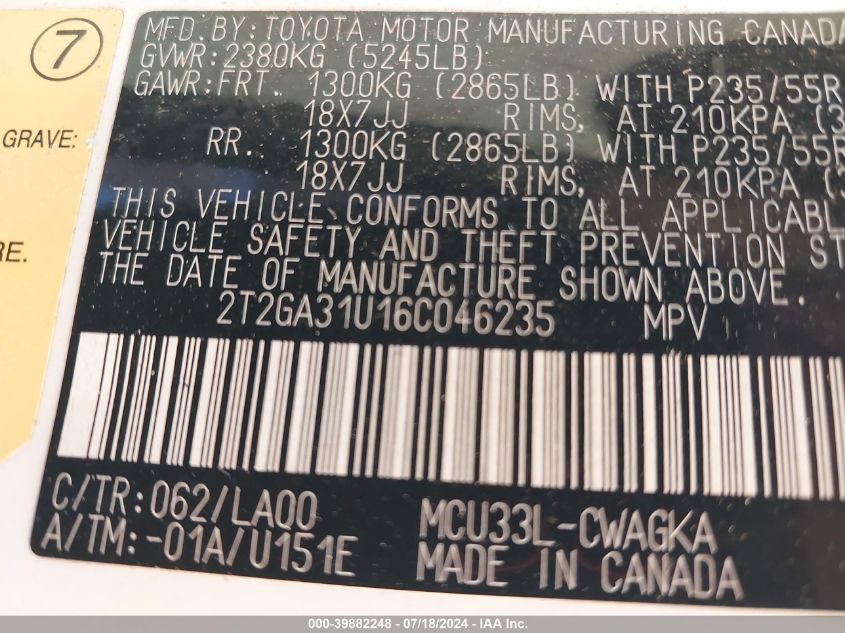 7
GRAVE:
RE.
MFD. BY: TOYOTA MOTOR MANUFACTURING CANADA
GVWR: 2380KG (5245LB)
GAWR: FRT. 1300KG (2865LB) WITH P235/55R
18X7JJ RIMS, AT 210KPA (3
RR. 1300KG (2865LB) WITH P235/55R
18X7JJ RIMS, AT 210KPA (3
THIS VEHICLE CONFORMS TO ALL APPLICABL
VEHICLE SAFETY AND THEFT PREVENTION ST
THE DATE OF MANUFACTURE SHOWN ABOVE.
2T2GA31U16C046235 MPV
C/TR: 062/LAQ0 MCU33L-CWAGKA
A/TM: -01A/U151E MADE IN CANADA
000-39882248 - 07/18/2024 - IAA Inc.